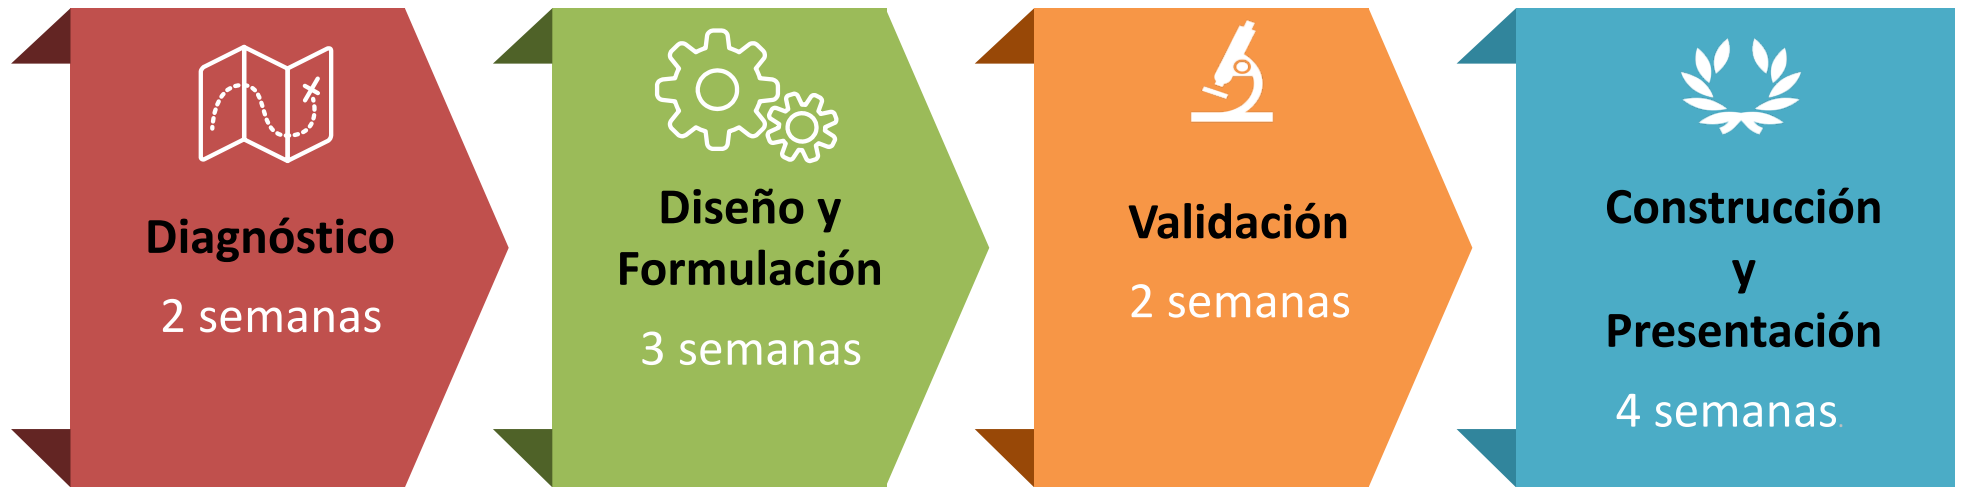 Diagnóstico
2 semanas
Diseño y
Formulación
3 semanas
Validación
2 semanas
Construcción
y
Presentación
4 semanas.